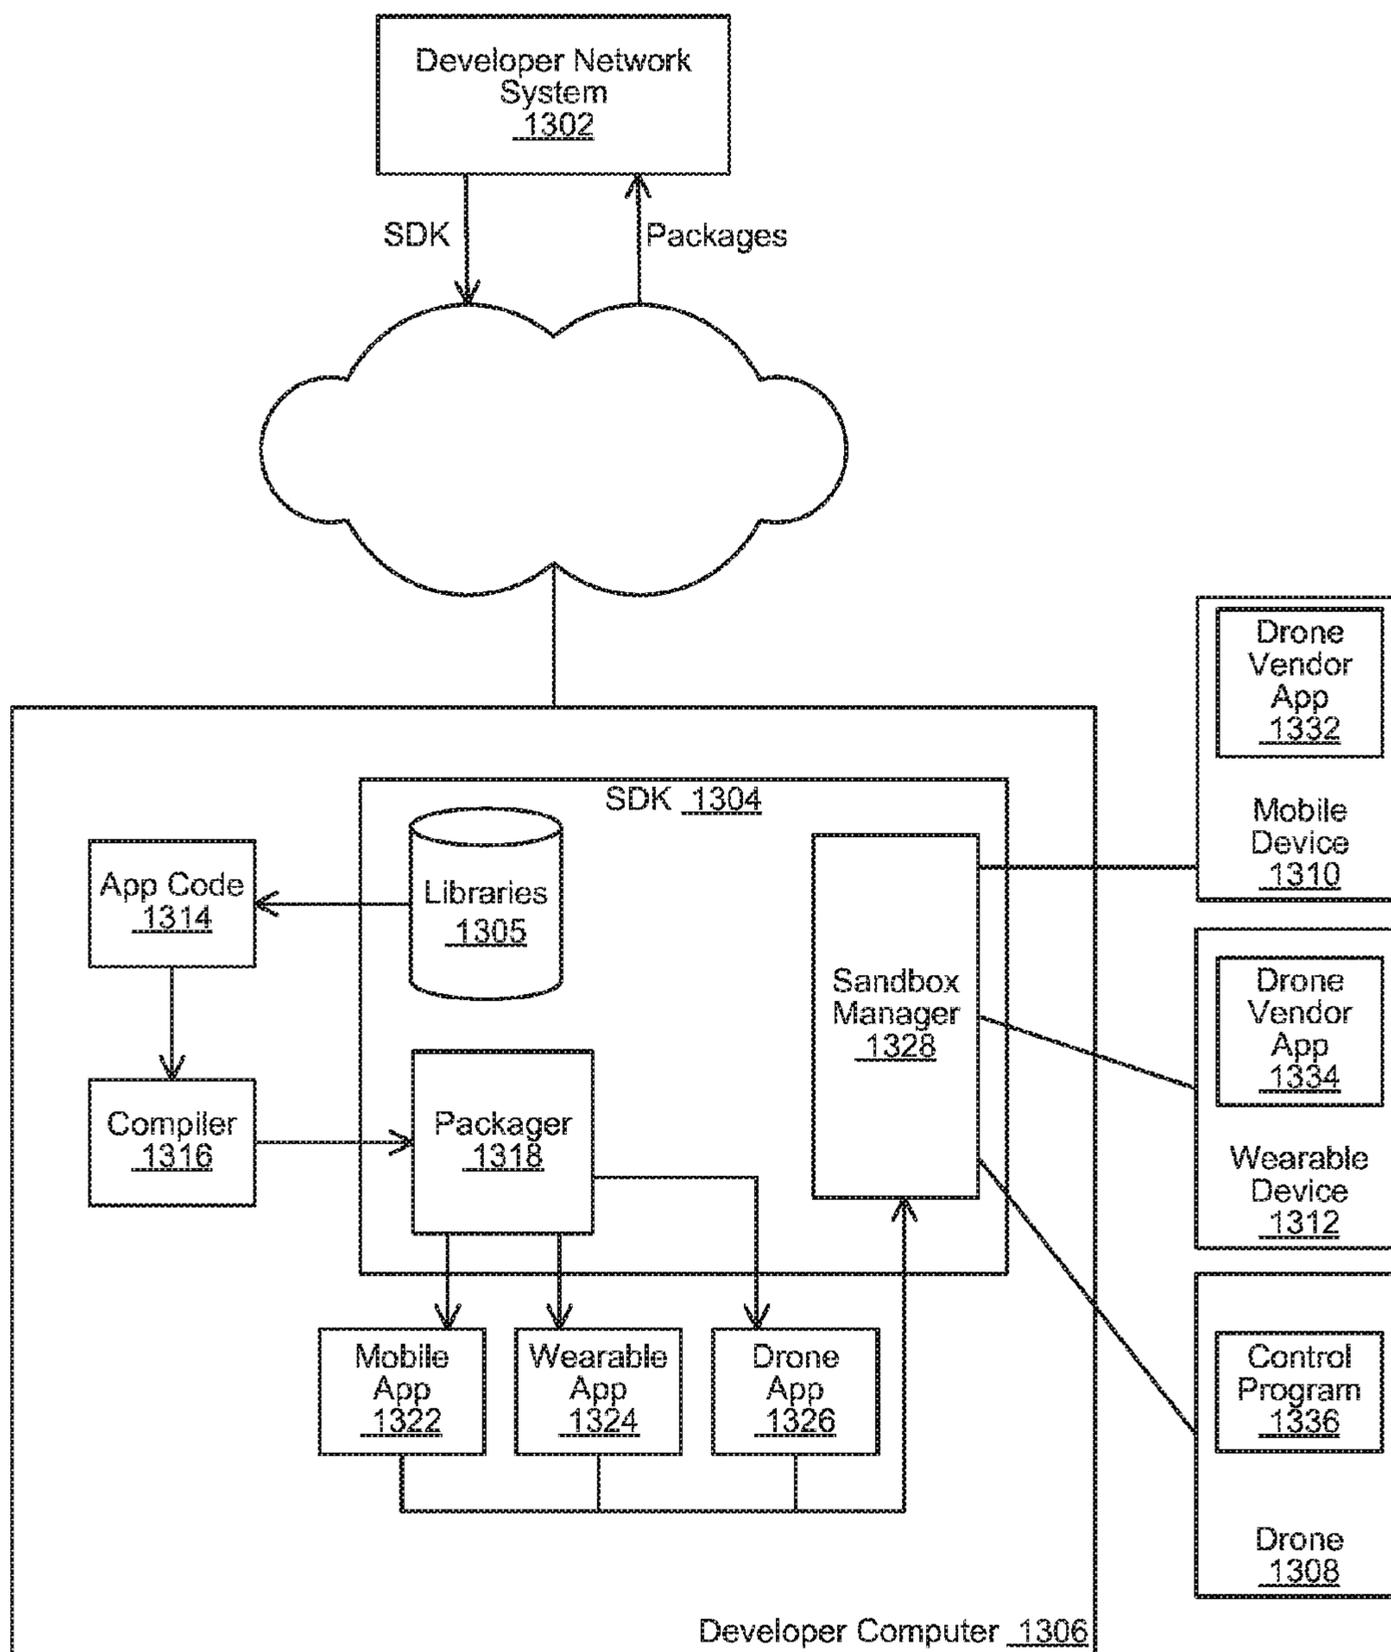 Developer Network
System
1302
SDK
Packages
Drone
Vendor
App
1332
Mobile
Device
1310
SDK 1304
Libraries
1305
App Code
1314
Sandbox
Manager
1328
Drone
Vendor
App
1334
Wearable
Device
1312
Compiler
1316
Packager
1318
Mobile
App
1322
Wearable
App
1324
Drone
App
1326
Control
Program
1336
Drone
1308
Developer Computer 1306